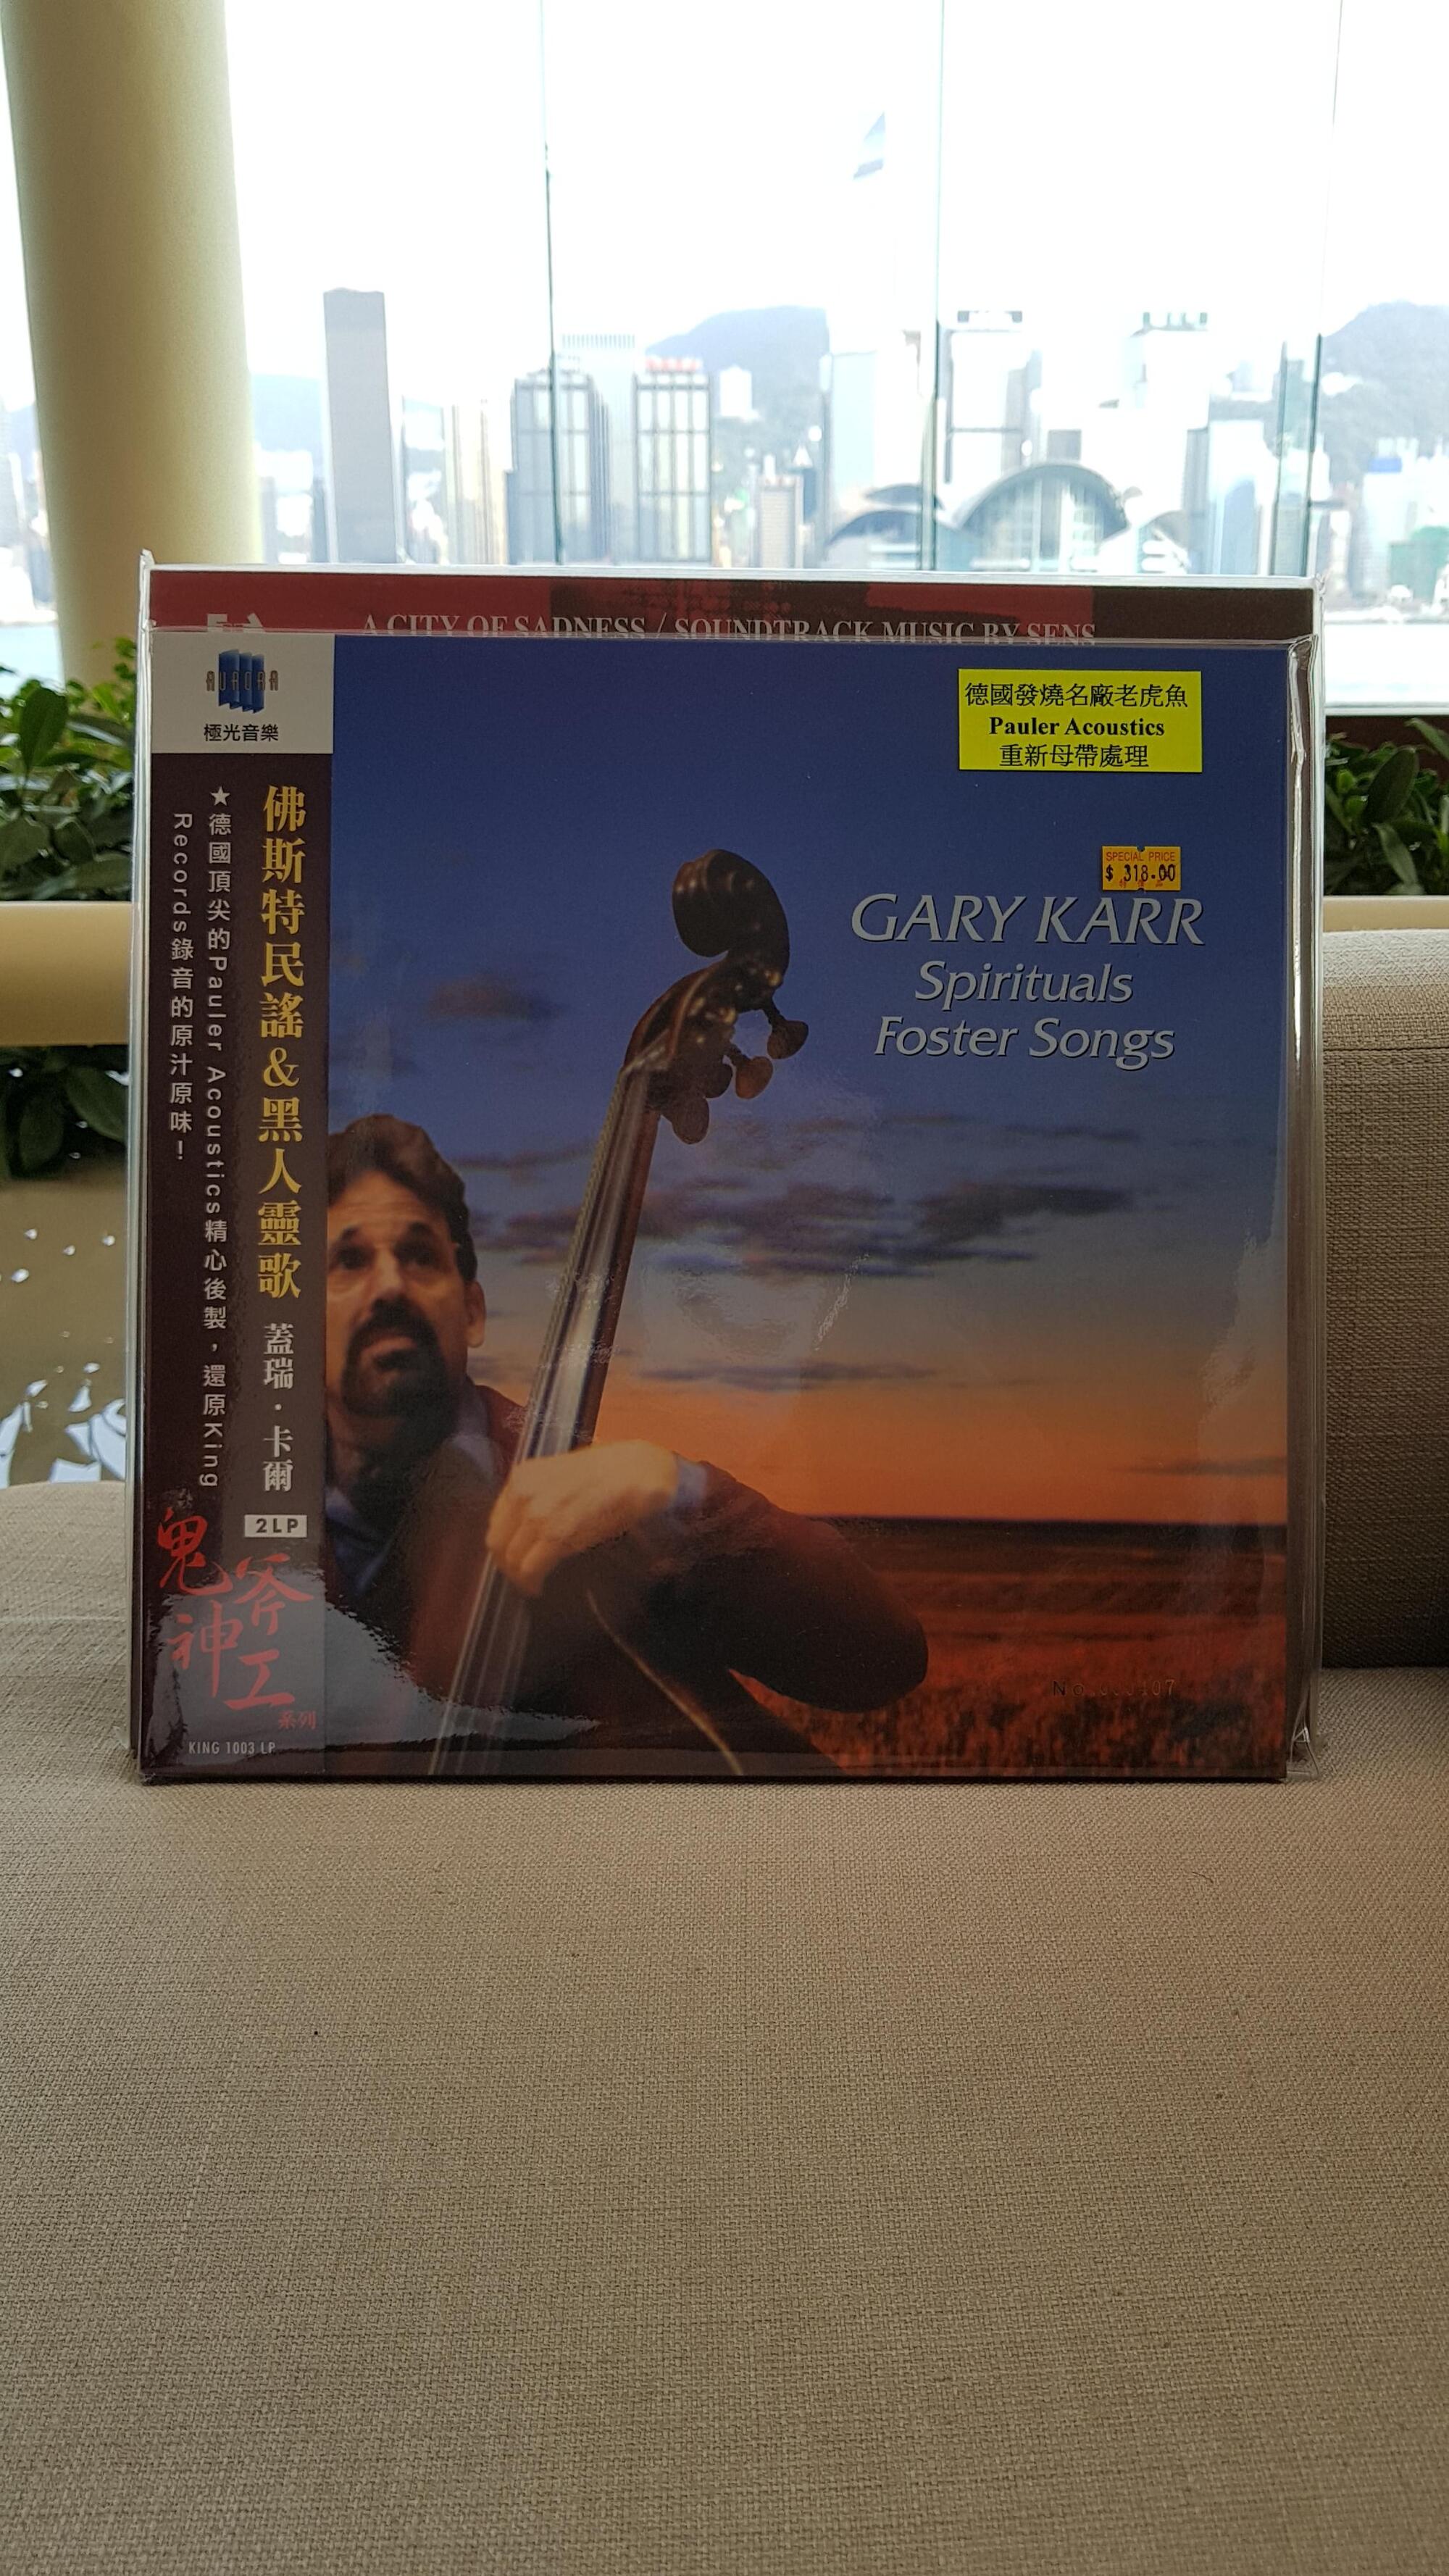 A CITY OF SADNESS / SOUNDTRACK MUSIC BY SENS
AURORA
極光音樂
德國發燒名廠老虎魚
Pauler Acoustics
重新母帶處理
SPECIAL PRICE
$ 318.00
GARY KARR
Spirituals
Foster Songs
佛斯特民謠&黑人靈歌 蓋瑞·卡爾
2LP
★德國頂尖的Pauler Acoustics精心後製,還原King
Records錄音的原汁原味!
鬼斧
神工
系列
KING 1003 LP